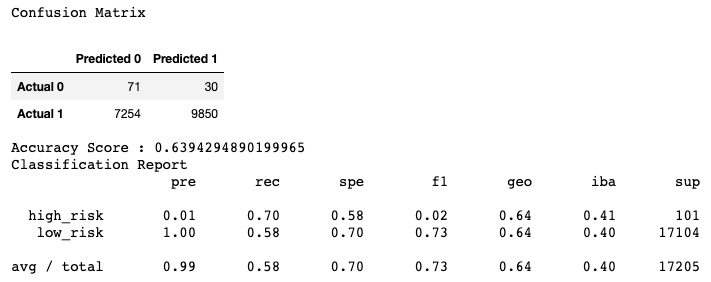 Confusion Matrix
Predicted 0 Predicted 1
Actual 0 71 30
Actual 1 7254 9850
Accuracy Score : 0.6394294890199965
Classification Report
pre rec spe f1 geo iba sup
high_risk 0.01 0.70 0.58 0.02 0.64 0.41 101
low_risk 1.00 0.58 0.70 0.73 0.64 0.40 17104
avg / total 0.99 0.58 0.70 0.73 0.64 0.40 17205